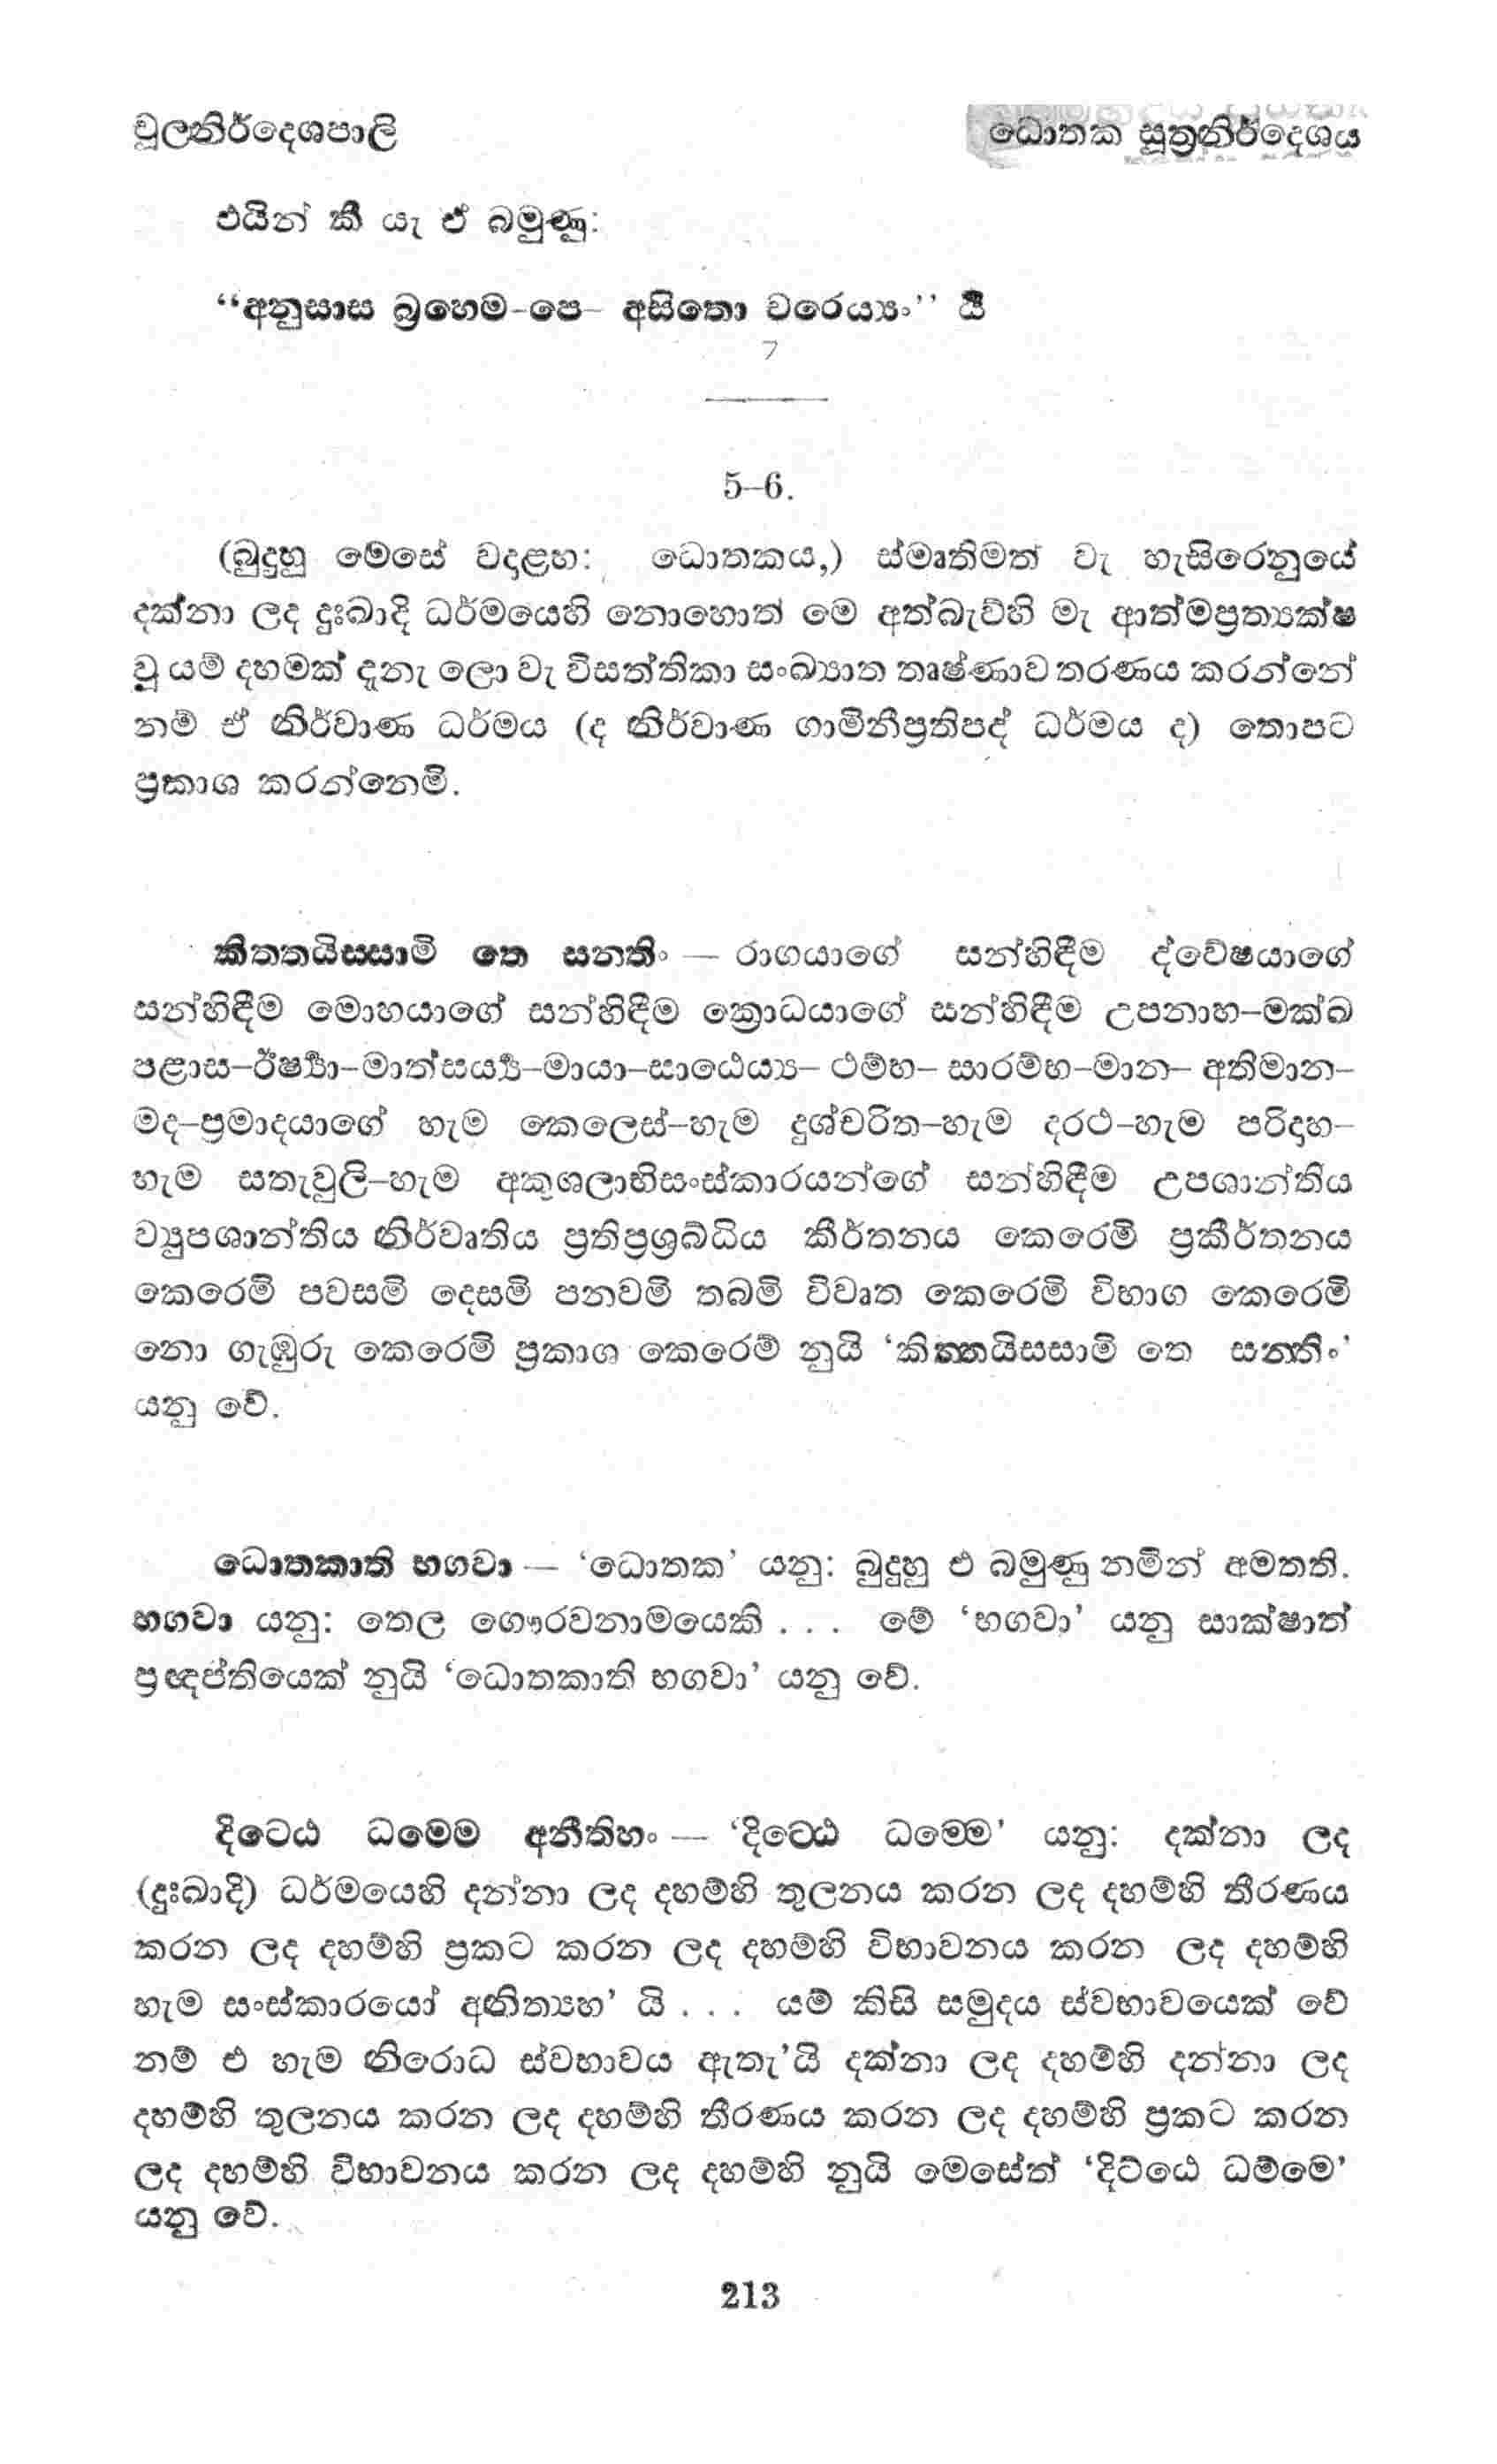 චූලනිර්දෙශපාලි
ධොතක සූත්‍රනිර්දෙශය
එයින් කී යැ ඒ බමුණු:
“අනුසාස බ්‍රහෙම-පෙ- අසිතො චරෙය්‍යං” යී
7
5–6.
(බුදුහු මෙසේ වදාළහ: ධොතකය,) ස්මෘතිමත් වැ හැසිරෙනුයේ
දක්නා ලද දුඃඛාදි ධර්මයෙහි නොහොත් මෙ අත්බැව්හි මැ ආත්මප්‍රත්‍යක්ෂ
වූ යම් දහමක් දැනැ ලො වැ විසත්තිකා සංඛ්‍යාත තෘෂ්ණාව තරණය කරන්නේ
නම් ඒ නිර්වාණ ධර්මය (ද නිර්වාණ ගාමිනීප්‍රතිපද් ධර්මය ද) තොපට
ප්‍රකාශ කරන්නෙමි.
කිතතයිසසාමි තෙ සනතිං — රාගයාගේ සන්හිඳීම ද්වේෂයාගේ
සන්හිඳීම මොහයාගේ සන්හිඳීම ක්‍රොධයාගේ සන්හිඳීම උපනාහ–මක්ඛ
පළාස–ඊර්ෂ්‍යා–මාත්සර්‍ය්‍ය–මායා–සාඨෙය්‍ය– ථම්භ– සාරම්භ–මාන– අතිමාන–
මද–ප්‍රමාදයාගේ හැම කෙලෙස්–හැම දුශ්චරිත–හැම දරථ–හැම පරිදාහ–
හැම සතැවුලි–හැම අකුශලාභිසංස්කාරයන්ගේ සන්හිඳීම උපශාන්තිය
ව්‍යුපශාන්තිය නිර්වෘතිය ප්‍රතිප්‍රශ්‍රබ්ධිය කීර්තනය කෙරෙමි ප්‍රකීර්තනය
කෙරෙමි පවසමි දෙසමි පනවමි තබමි විවෘත කෙරෙමි විභාග කෙරෙමි
නො ගැඹුරු කෙරෙමි ප්‍රකාශ කෙරෙම් නුයි ‘කිත්තයිසසාමි තෙ සන්තිං’
යනු වේ.
ධොතකාති භගවා — ‘ධොතක’ යනු: බුදුහු එ බමුණු නමින් අමතති.
භගවා යනු: තෙල ගෞරවනාමයෙකි . . . මේ ‘භගවා’ යනු සාක්ෂාත්
ප්‍රඥප්තියෙක් නුයි ‘ධොතකාති භගවා’ යනු වේ.
දිටෙඨ ධමෙම අනීතිහං — ‘දිට්ඨෙ ධම්මෙ’ යනු: දක්නා ලද
(දුඃඛාදි) ධර්මයෙහි දන්නා ලද දහම්හි තුලනය කරන ලද දහම්හි තීරණය
කරන ලද දහම්හි ප්‍රකට කරන ලද දහම්හි විභාවනය කරන ලද දහම්හි
හැම සංස්කාරයෝ අනිත්‍යහ’ යි . . . යම් කිසි සමුදය ස්වභාවයෙක් වේ
නම් එ හැම නිරොධ ස්වභාවය ඇතැ’යි දක්නා ලද දහම්හි දන්නා ලද
දහම්හි තුලනය කරන ලද දහම්හි තීරණය කරන ලද දහම්හි ප්‍රකට කරන
ලද දහම්හි විභාවනය කරන ලද දහම්හි නුයි මෙසේත් ‘දිට්ඨෙ ධම්මෙ’
යනු වේ.
213